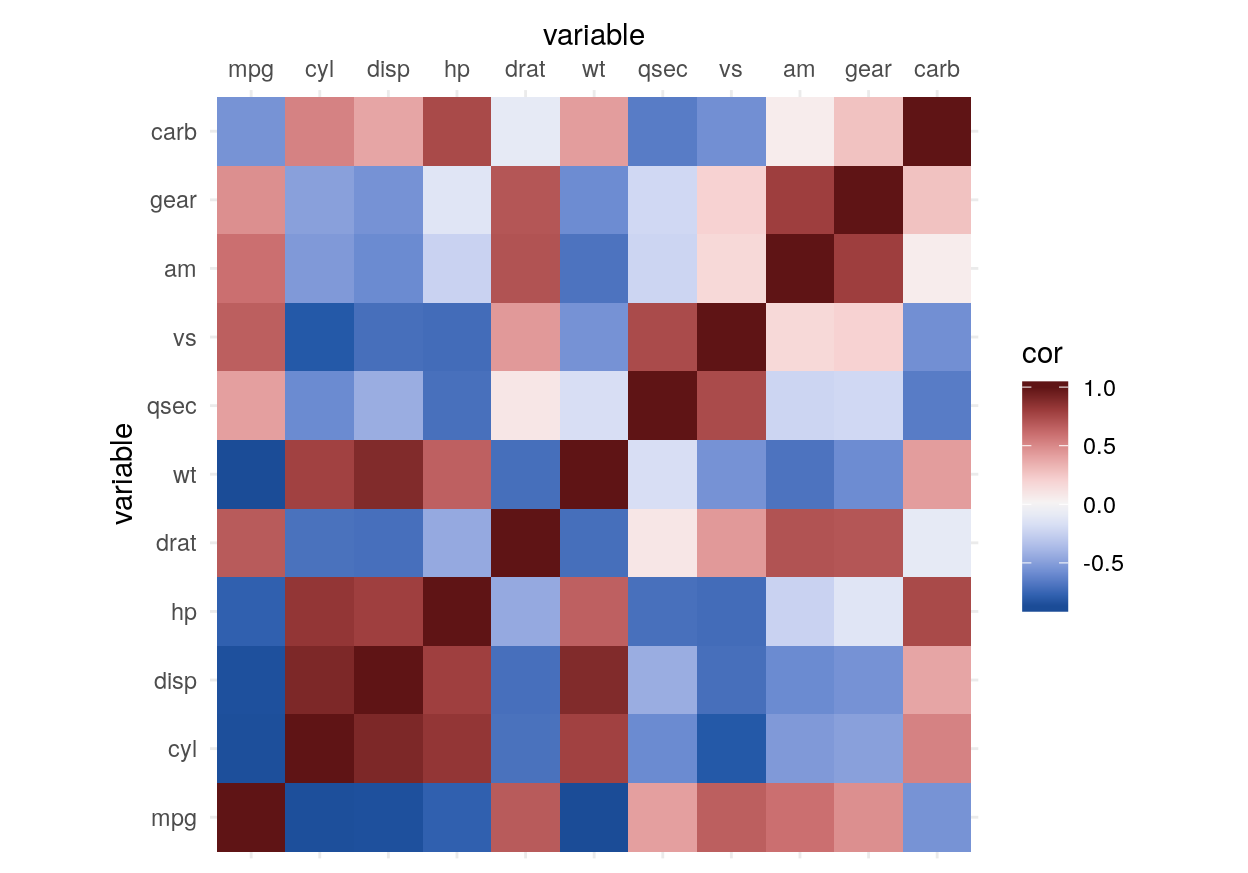 variable
mpg cyl disp hp drat wt qsec vs am gear carb
carb
gear
am
vs
qsec
wt
drat
hp
disp
cyl
mpg
variable
cor
1.0
0.5
0.0
-0.5